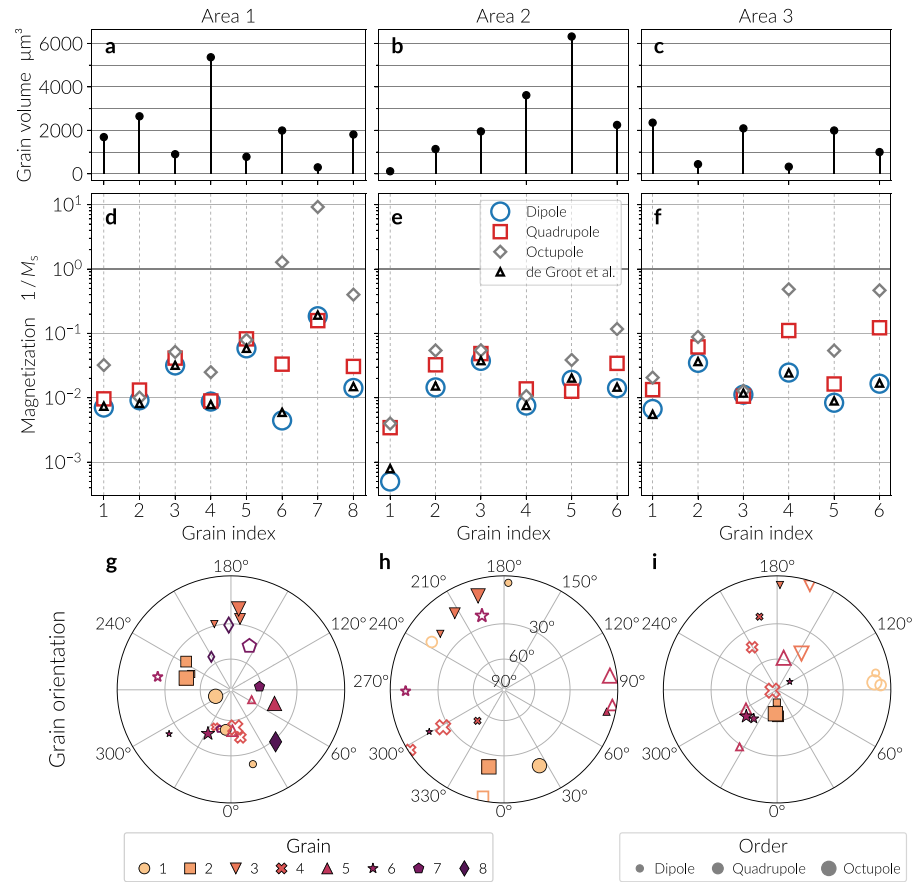 Area 1 Area 2 Area 3
a b c
Grain volume μm³
6000
4000
2000
0
d e f
Magnetization 1/Mₛ
10¹
10⁰
10⁻¹
10⁻²
10⁻³
Dipole
Quadrupole
Octupole
de Groot et al.
1 2 3 4 5 6 7 8 1 2 3 4 5 6 1 2 3 4 5 6
Grain index Grain index Grain index
Grain orientation
g
180°
240° 120°
270°
300° 60°
0°
h
180°
210° 150°
240° 120°
30°
60°
270° 90° 90°
300° 60°
330° 30°
0°
i
180°
240° 120°
300° 60°
0°
Grain
1 2 3 4 5 6 7 8
Order
Dipole Quadrupole Octupole